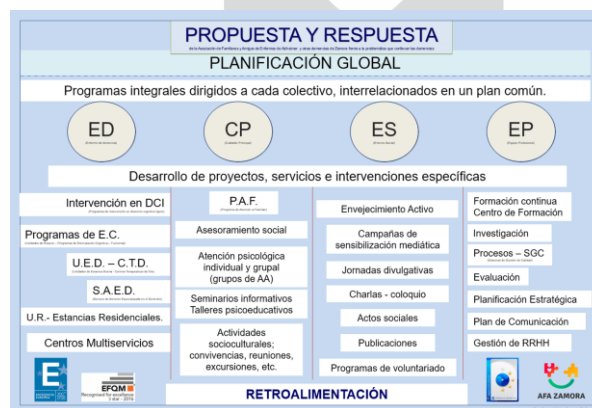 PROPUESTA Y RESPUESTA
PLANIFICACIÓN GLOBAL
Programas integrales dirigidos a cada colectivo, interrelacionados en un plan común.
ED
CP
ES
EP
Desarrollo de proyectos, servicios e intervenciones específicas
Intervención en DCI
Programas de E.C.
U.E.D. – C.T.D.
S.A.E.D.
U.R.- Estancias Residenciales.
Centros Multiservicios
P.A.F.
Asesoramiento social
Atención psicológica
individual y grupal
(grupos de AA)
Seminarios informativos
Talleres psicoeducativos
Actividades
socioculturales;
convivencias, reuniones,
excursiones, etc.
Envejecimiento Activo
Campañas de
sensibilización mediática
Jornadas divulgativas
Charlas - coloquio
Actos sociales
Publicaciones
Programas de voluntariado
Formación continua
Centro de Formación
Investigación
Procesos – SGC
Evaluación
Planificación Estratégica
Plan de Comunicación
Gestión de RRHH
EFQM
Recognised for excellence
RETROALIMENTACIÓN
AFA ZAMORA